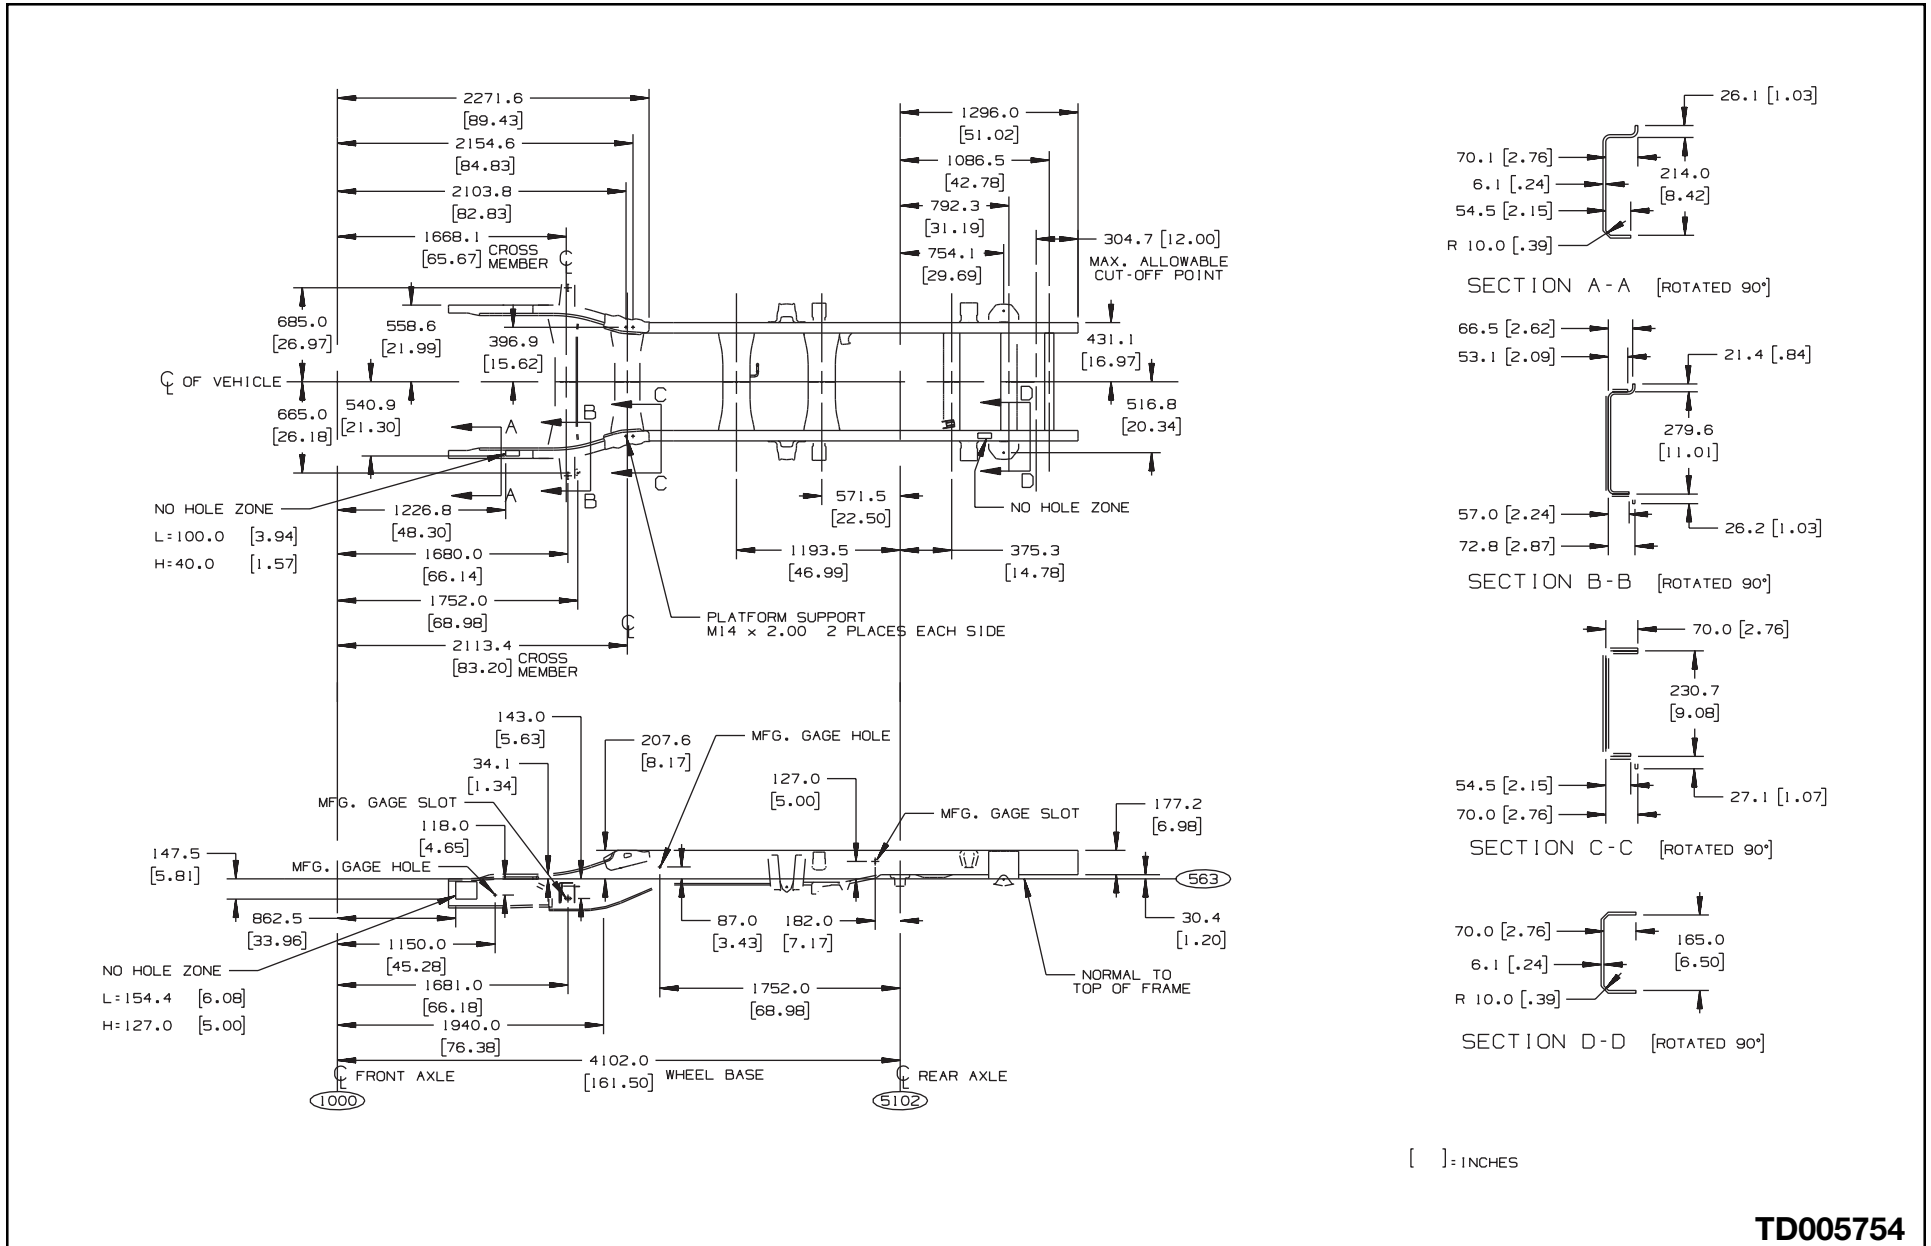 2271.6
[89.43]
2154.6
[84.83]
2103.8
[82.83]
1668.1
[65.67]
CROSS
MEMBER
℄
1296.0
[51.02]
1086.5
[42.78]
792.3
[31.19]
754.1
[29.69]
304.7 [12.00]
MAX. ALLOWABLE
CUT-OFF POINT
685.0
[26.97]
558.6
[21.99]
396.9
[15.62]
431.1
[16.97]
℄ OF VEHICLE
665.0
[26.18]
540.9
[21.30]
516.8
[20.34]
A
A
B
B
C
C
D
D
NO HOLE ZONE
L=100.0 [3.94]
H=40.0 [1.57]
1226.8
[48.30]
1680.0
[66.14]
1752.0
[68.98]
2113.4
[83.20]
CROSS
MEMBER
℄
571.5
[22.50]
NO HOLE ZONE
1193.5
[46.99]
375.3
[14.78]
PLATFORM SUPPORT
M14 × 2.00 2 PLACES EACH SIDE
143.0
[5.63]
34.1
[1.34]
207.6
[8.17]
MFG. GAGE HOLE
127.0
[5.00]
MFG. GAGE SLOT
177.2
[6.98]
MFG. GAGE SLOT
118.0
[4.65]
147.5
[5.81]
MFG. GAGE HOLE
563
862.5
[33.96]
1150.0
[45.28]
87.0
[3.43]
182.0
[7.17]
30.4
[1.20]
NO HOLE ZONE
L=154.4 [6.08]
H=127.0 [5.00]
1681.0
[66.18]
1752.0
[68.98]
NORMAL TO
TOP OF FRAME
1940.0
[76.38]
4102.0
[161.50]
WHEEL BASE
℄ FRONT AXLE
℄ REAR AXLE
1000
5102
26.1 [1.03]
70.1 [2.76]
214.0
[8.42]
6.1 [.24]
54.5 [2.15]
R 10.0 [.39]
SECTION A-A [ROTATED 90°]
66.5 [2.62]
53.1 [2.09]
21.4 [.84]
279.6
[11.01]
57.0 [2.24]
26.2 [1.03]
72.8 [2.87]
SECTION B-B [ROTATED 90°]
70.0 [2.76]
230.7
[9.08]
54.5 [2.15]
27.1 [1.07]
70.0 [2.76]
SECTION C-C [ROTATED 90°]
70.0 [2.76]
165.0
[6.50]
6.1 [.24]
R 10.0 [.39]
SECTION D-D [ROTATED 90°]
[ ]=INCHES
TD005754